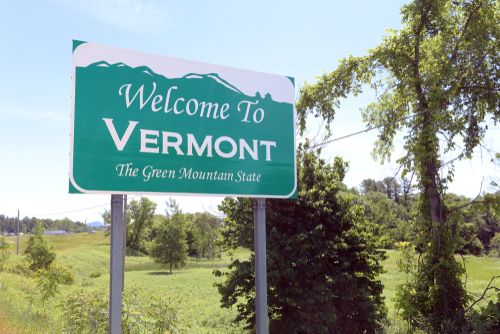 Welcome To
VERMONT
The Green Mountain State